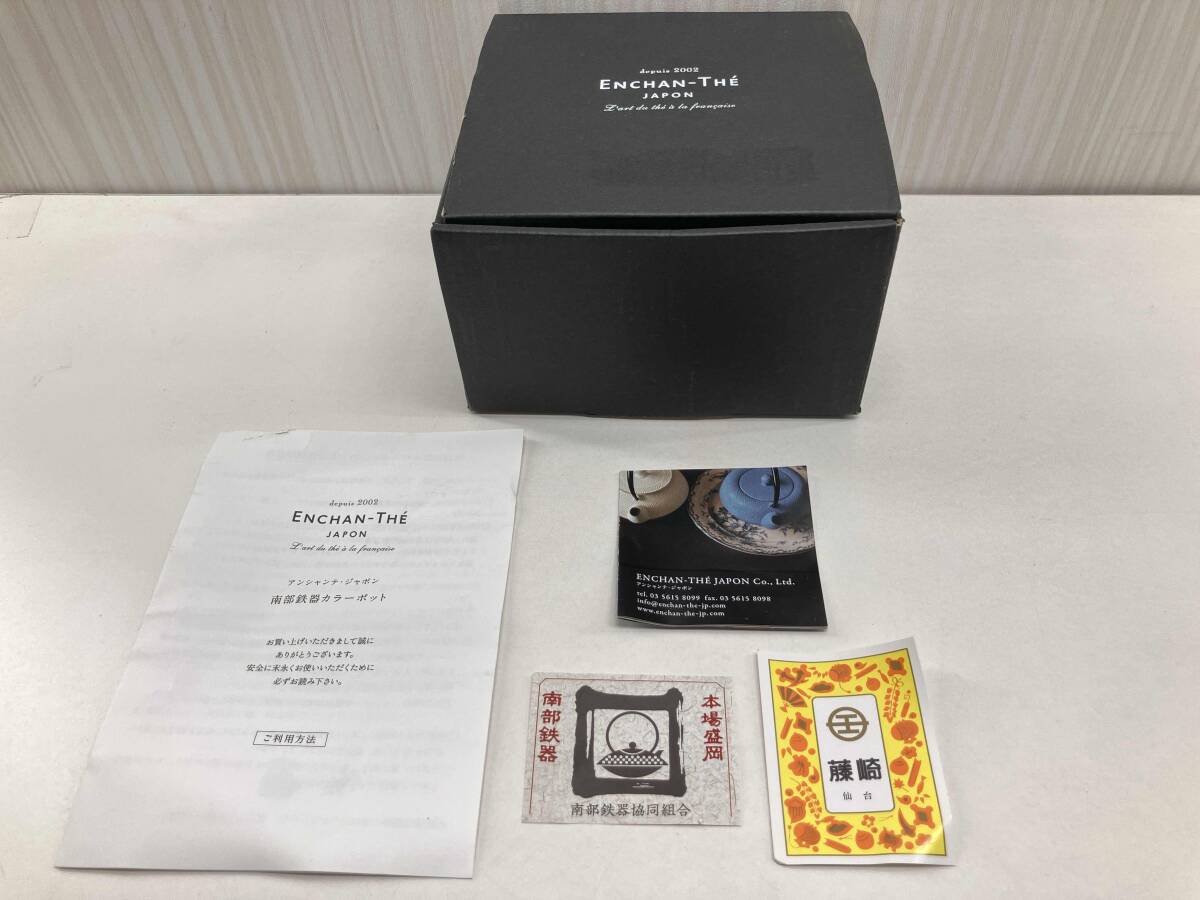 depuis 2002
ENCHAN-THÉ
JAPON
L'art du thé à la française
depuis 2002
ENCHAN-THÉ
JAPON
L'art du thé à la française
アンシャンテ・ジャポン
南部鉄器カラーポット
お買い上げいただきまして誠に
ありがとうございます。
安全に末永くお使いいただくために
必ずお読み下さい。
ご利用方法
ENCHAN-THÉ JAPON Co., Ltd.
アンシャンテ・ジャポン
tel. 03 5615 8099 fax. 03 5615 8098
info@enchan-the-jp.com
www.enchan-the-jp.com
本場盛岡
南部鉄器
南部鉄器協同組合
藤崎
仙台